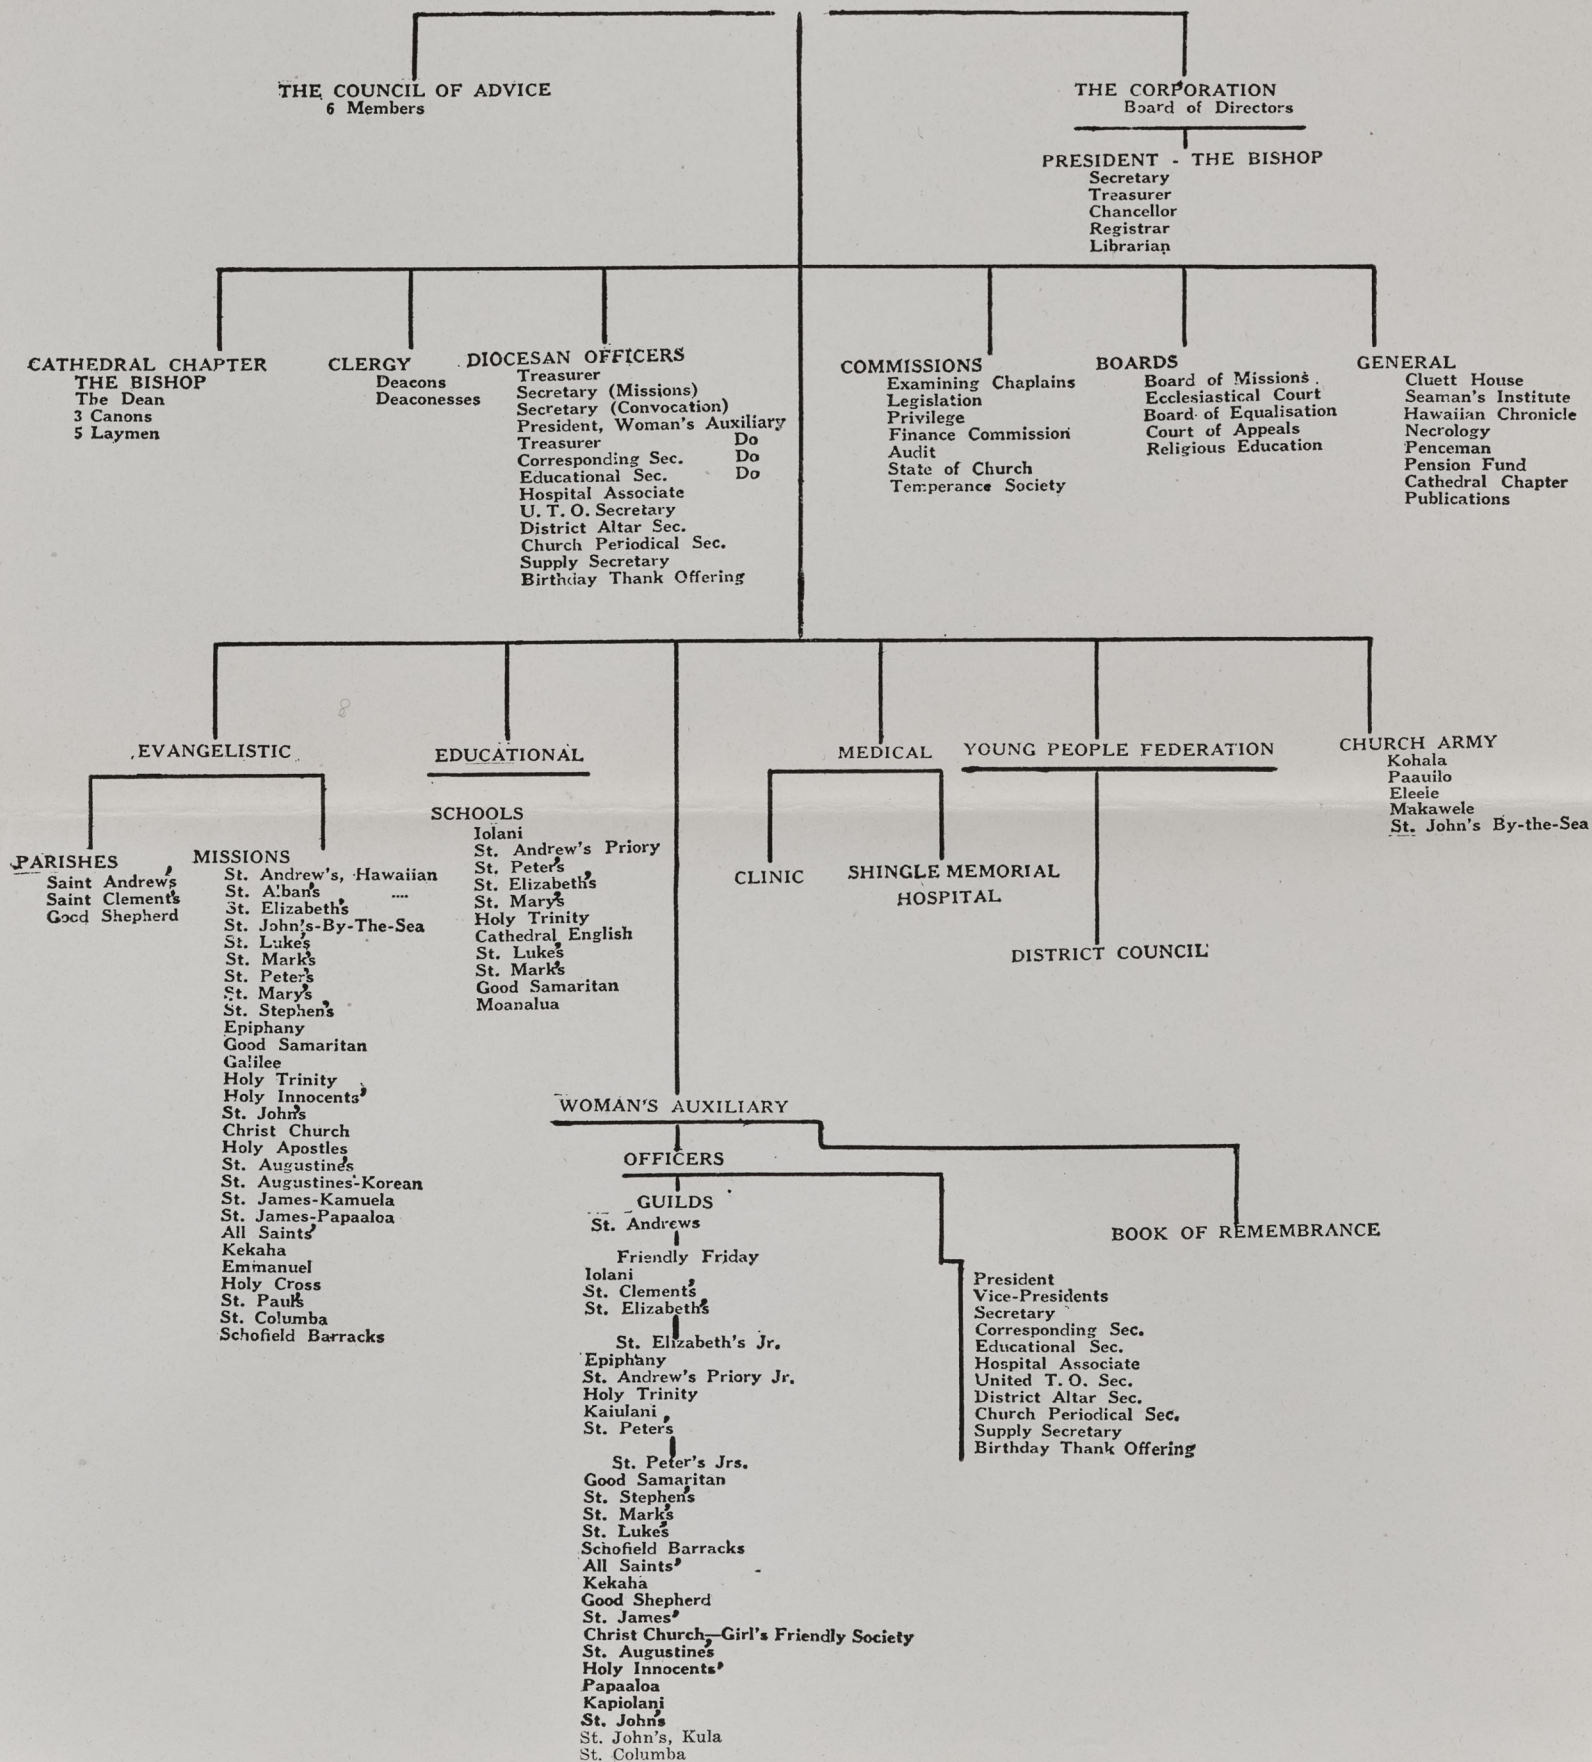 THE COUNCIL OF ADVICE
6 Members
THE CORPORATION
Board of Directors
PRESIDENT - THE BISHOP
Secretary
Treasurer
Chancellor
Registrar
Librarian
CATHEDRAL CHAPTER
THE BISHOP
The Dean
3 Canons
5 Laymen
CLERGY
Deacons
Deaconesses
DIOCESAN OFFICERS
Treasurer
Secretary (Missions)
Secretary (Convocation)
President, Woman's Auxiliary
Treasurer Do
Corresponding Sec. Do
Educational Sec. Do
Hospital Associate
U. T. O. Secretary
District Altar Sec.
Church Periodical Sec.
Supply Secretary
Birthday Thank Offering
COMMISSIONS
Examining Chaplains
Legislation
Privilege
Finance Commission
Audit
State of Church
Temperance Society
BOARDS
Board of Missions
Ecclesiastical Court
Board of Equalisation
Court of Appeals
Religious Education
GENERAL
Cluett House
Seaman's Institute
Hawaiian Chronicle
Necrology
Penceman
Pension Fund
Cathedral Chapter
Publications
8
EVANGELISTIC
PARISHES
Saint Andrew's
Saint Clement's
Good Shepherd
MISSIONS
St. Andrew's, Hawaiian
St. Alban's ....
St. Elizabeth's
St. John's-By-The-Sea
St. Luke's
St. Mark's
St. Peter's
St. Mary's
St. Stephen's
Epiphany
Good Samaritan
Galilee
Holy Trinity
Holy Innocents'
St. John's
Christ Church
Holy Apostles
St. Augustine's
St. Augustines-Korean
St. James-Kamuela
St. James-Papaaloa
All Saints'
Kekaha
Emmanuel
Holy Cross
St. Paul's
St. Columba
Schofield Barracks
EDUCATIONAL
SCHOOLS
Iolani
St. Andrew's Priory
St. Peter's
St. Elizabeth's
St. Mary's
Holy Trinity
Cathedral English
St. Luke's
St. Mark's
Good Samaritan
Moanalua
MEDICAL
CLINIC
SHINGLE MEMORIAL
HOSPITAL
YOUNG PEOPLE FEDERATION
DISTRICT COUNCIL
CHURCH ARMY
Kohala
Paauilo
Eleeie
Makawele
St. John's By-the-Sea
WOMAN'S AUXILIARY
OFFICERS
GUILDS
St. Andrews
Friendly Friday
Iolani
St. Clement's
St. Elizabeth's
St. Elizabeth's Jr.
Epiphany
St. Andrew's Priory Jr.
Holy Trinity
Kaiulani
St. Peter's
St. Peter's Jrs.
Good Samaritan
St. Stephen's
St. Mark's
St. Luke's
Schofield Barracks
All Saints'
Kekaha
Good Shepherd
St. James'
Christ Church—Girl's Friendly Society
St. Augustine's
Holy Innocents'
Papaaloa
Kapiolani
St. John's
St. John's, Kula
St. Columba
President
Vice-Presidents
Secretary
Corresponding Sec.
Educational Sec.
Hospital Associate
United T. O. Sec.
District Altar Sec.
Church Periodical Sec.
Supply Secretary
Birthday Thank Offering
BOOK OF REMEMBRANCE